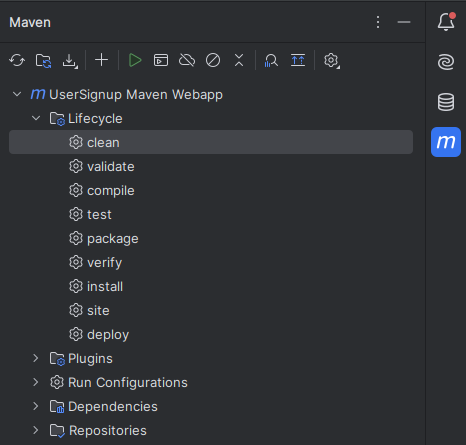 Maven
m UserSignup Maven Webapp
Lifecycle
clean
validate
compile
test
package
verify
install
site
deploy
Plugins
Run Configurations
Dependencies
Repositories
m